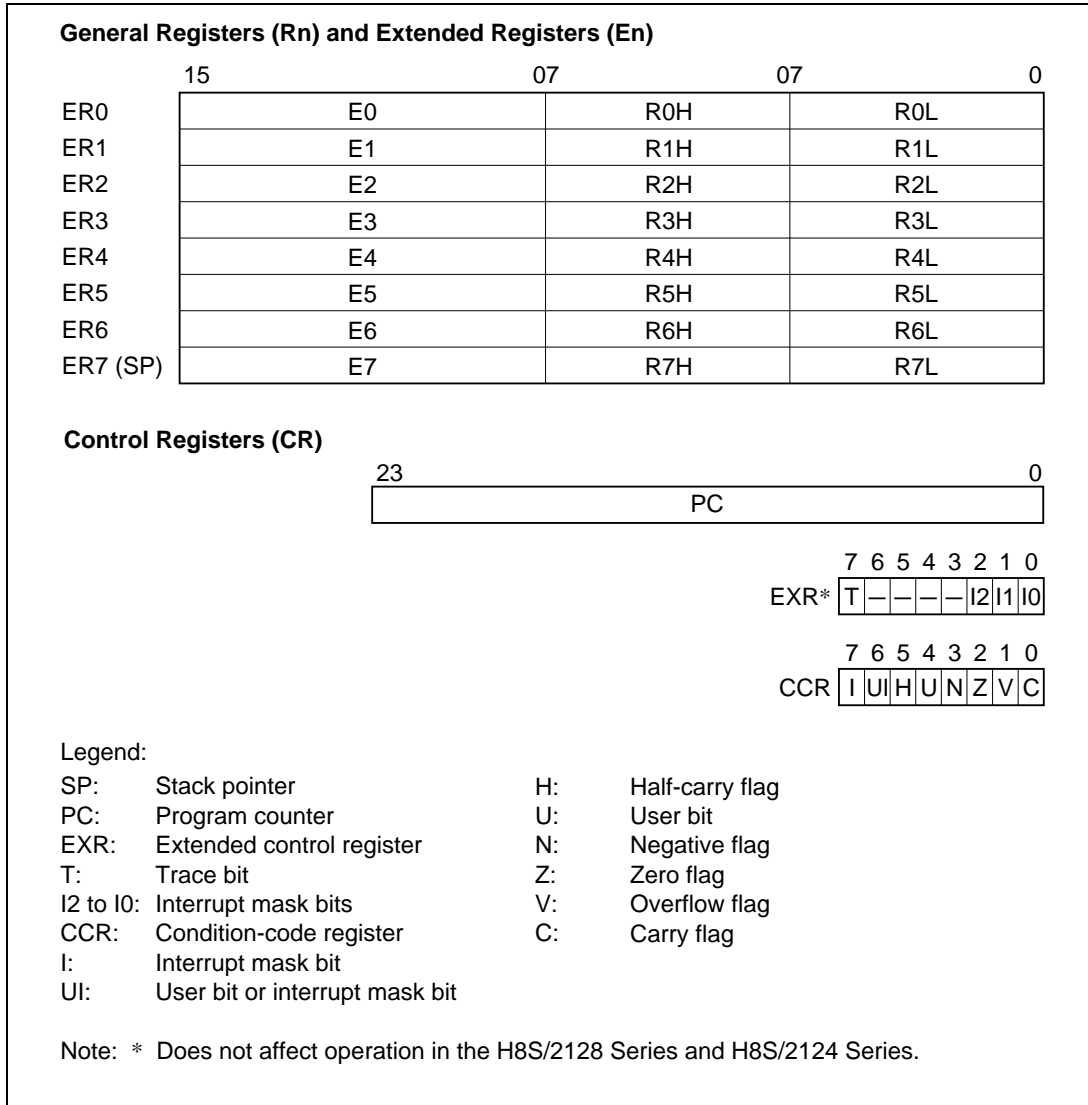 General Registers (Rn) and Extended Registers (En)
15 07 07 0
ER0 E0 R0H R0L
ER1 E1 R1H R1L
ER2 E2 R2H R2L
ER3 E3 R3H R3L
ER4 E4 R4H R4L
ER5 E5 R5H R5L
ER6 E6 R6H R6L
ER7 (SP) E7 R7H R7L
Control Registers (CR)
23 0
PC
7 6 5 4 3 2 1 0
EXR* T — — — — I2 I1 I0
7 6 5 4 3 2 1 0
CCR I UI H U N Z V C
Legend:
SP: Stack pointer
PC: Program counter
EXR: Extended control register
T: Trace bit
I2 to I0: Interrupt mask bits
CCR: Condition-code register
I: Interrupt mask bit
UI: User bit or interrupt mask bit
H: Half-carry flag
U: User bit
N: Negative flag
Z: Zero flag
V: Overflow flag
C: Carry flag
Note: * Does not affect operation in the H8S/2128 Series and H8S/2124 Series.